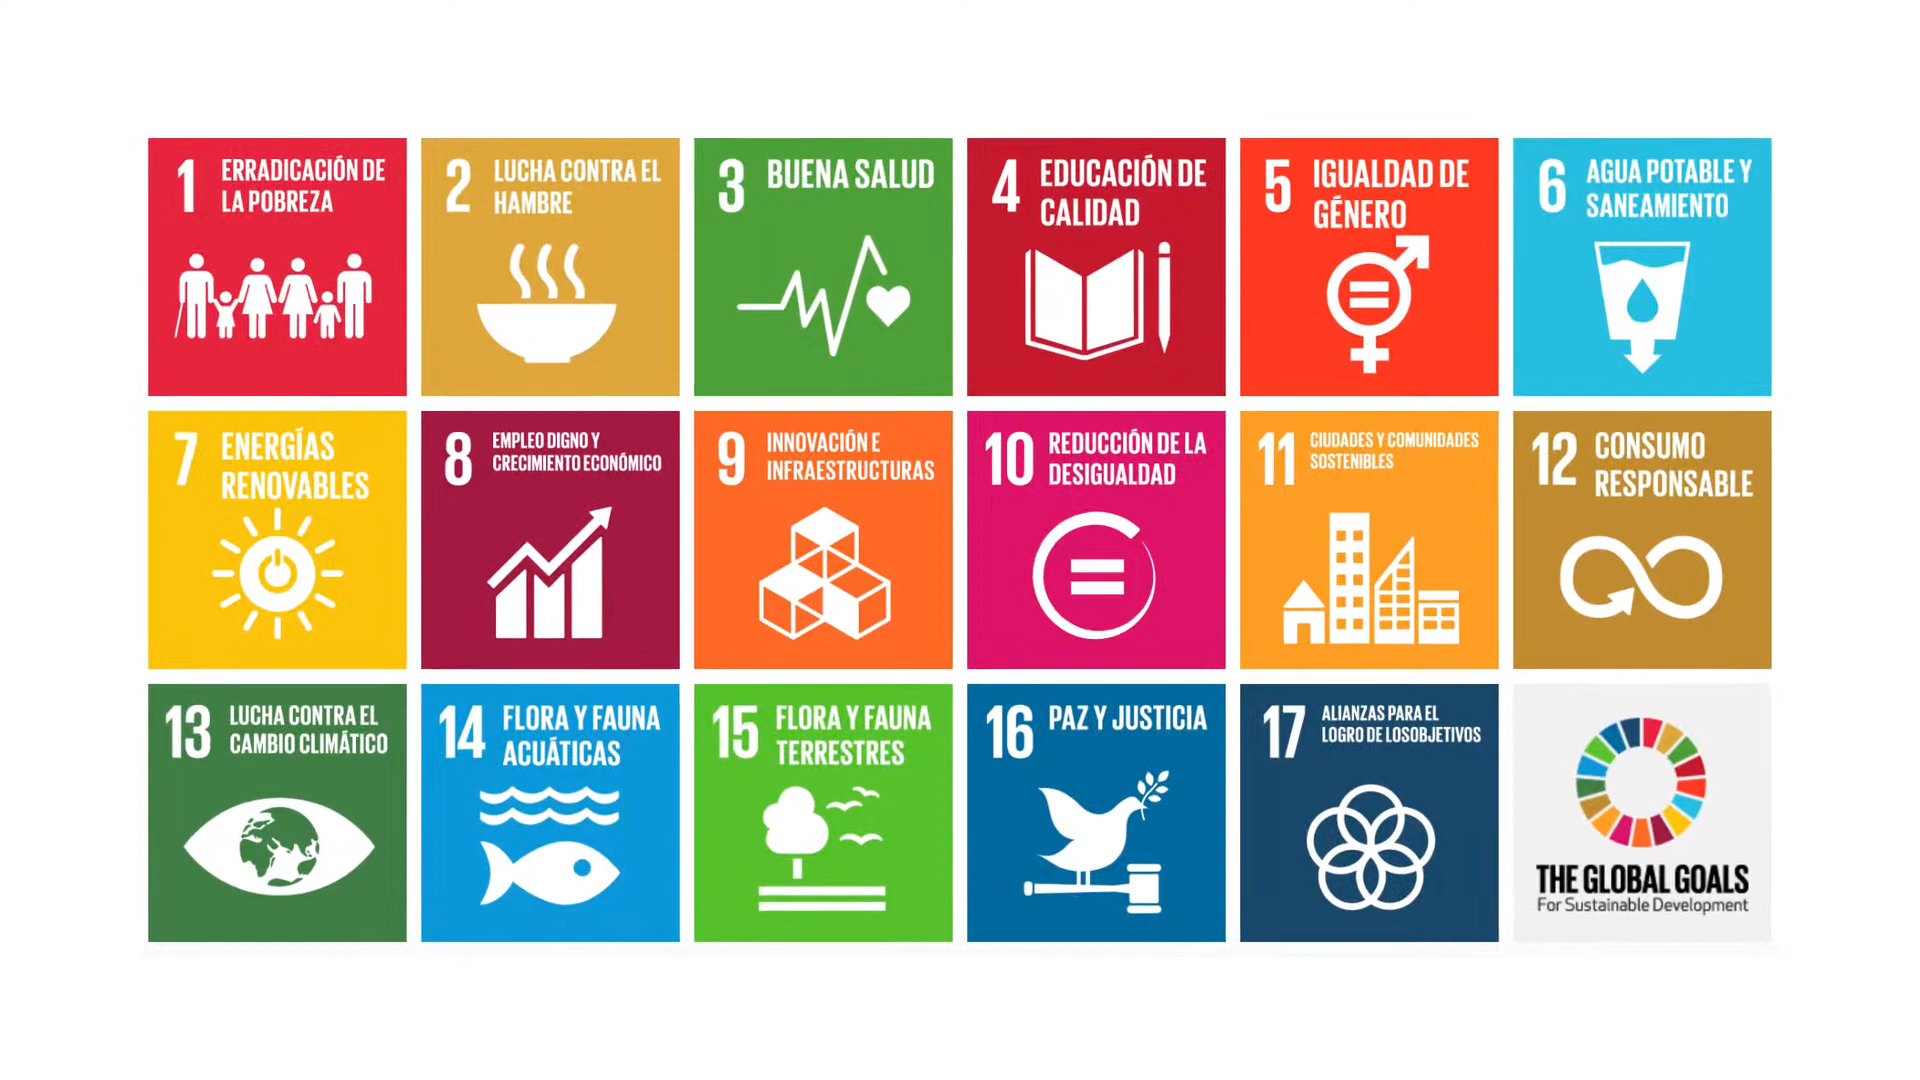 1 ERRADICACIÓN DE
LA POBREZA
2 LUCHA CONTRA EL
HAMBRE
3 BUENA SALUD
4 EDUCACIÓN DE
CALIDAD
5 IGUALDAD DE
GÉNERO
6 AGUA POTABLE Y
SANEAMIENTO
7 ENERGÍAS
RENOVABLES
8 EMPLEO DIGNO Y
CRECIMIENTO ECONÓMICO
9 INNOVACIÓN E
INFRAESTRUCTURAS
10 REDUCCIÓN DE LA
DESIGUALDAD
11 CIUDADES Y COMUNIDADES
SOSTENIBLES
12 CONSUMO
RESPONSABLE
13 LUCHA CONTRA EL
CAMBIO CLIMÁTICO
14 FLORA Y FAUNA
ACUÁTICAS
15 FLORA Y FAUNA
TERRESTRES
16 PAZ Y JUSTICIA
17 ALIANZAS PARA EL
LOGRO DE LOSOBJETIVOS
THE GLOBAL GOALS
For Sustainable Development